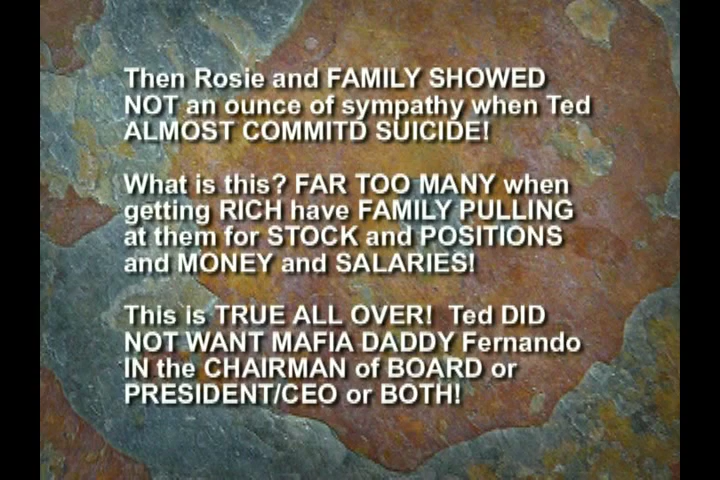 Then Rosie and FAMILY SHOWED
NOT an ounce of sympathy when Ted
ALMOST COMMITD SUICIDE!
What is this? FAR TOO MANY when
getting RICH have FAMILY PULLING
at them for STOCK and POSITIONS
and MONEY and SALARIES!
This is TRUE ALL OVER! Ted DID
NOT WANT MAFIA DADDY Fernando
IN the CHAIRMAN of BOARD or
PRESIDENT/CEO or BOTH!